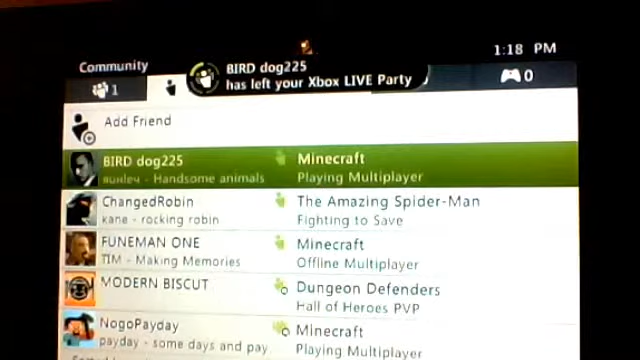 1:18 PM
Community
BIRD dog225
has left your Xbox LIVE Party
1
0
Add Friend
BIRD dog225
Minecraft
- Handsome animals
Playing Multiplayer
ChangedRobin
The Amazing Spider-Man
kane - rocking robin
Fighting to Save
FUNEMAN ONE
Minecraft
TIM - Making Memories
Offline Multiplayer
MODERN BISCUT
Dungeon Defenders
Hall of Heroes PVP
NogoPayday
Minecraft
payday - some days and pay
Playing Multiplayer